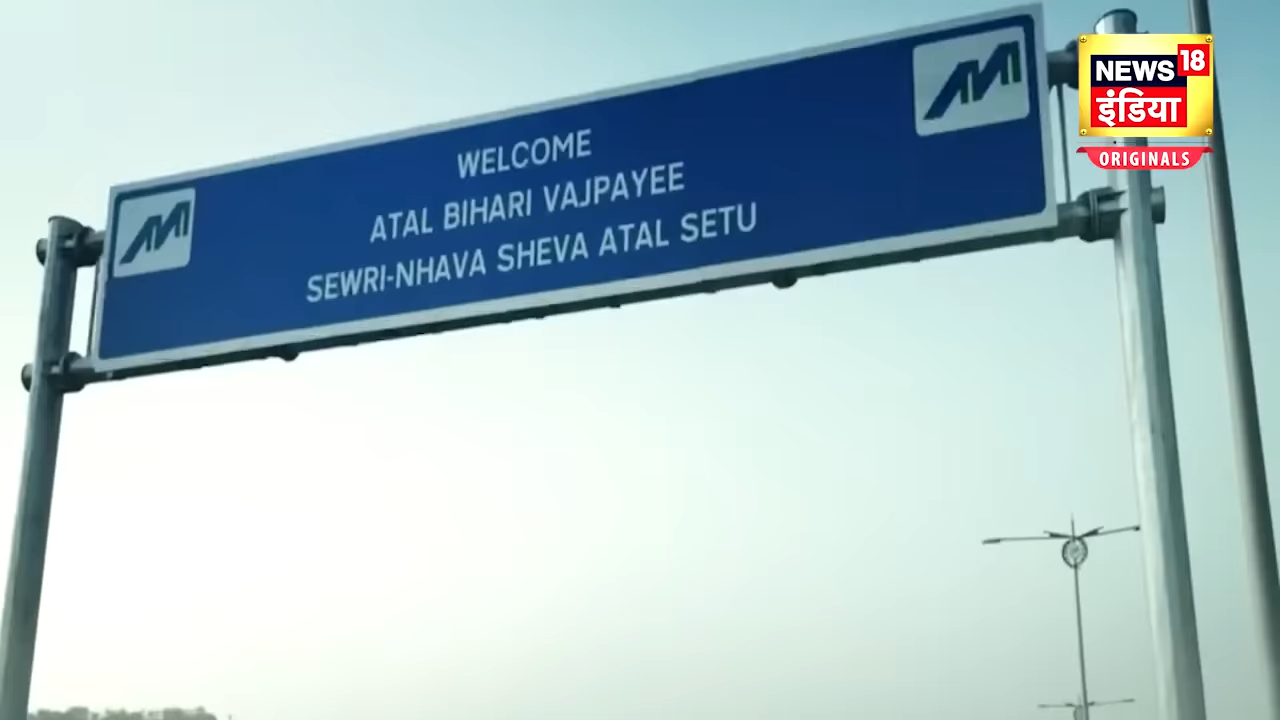 WELCOME
ATAL BIHARI VAJPAYEE
SEWRI-NHAVA SHEVA ATAL SETU
NEWS 18
इंडिया
ORIGINALS